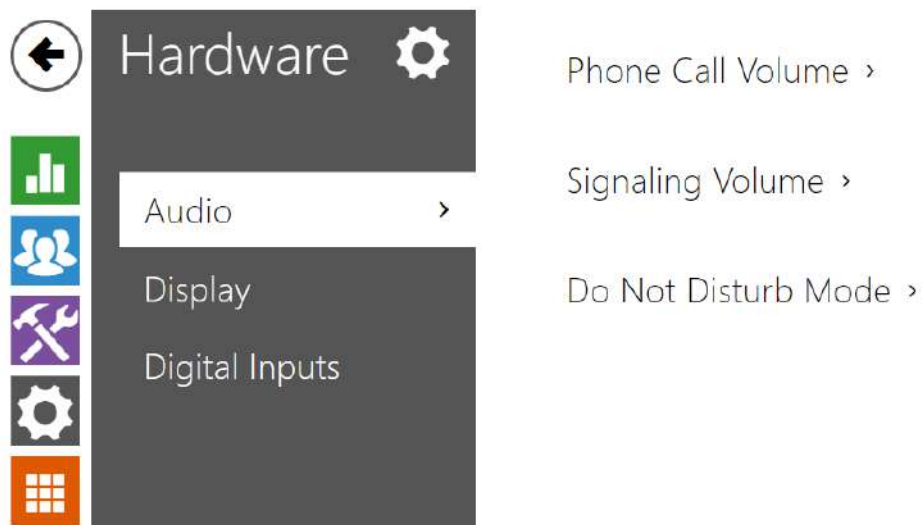 Hardware
Audio ›
Display
Digital Inputs
Phone Call Volume ›
Signaling Volume ›
Do Not Disturb Mode ›